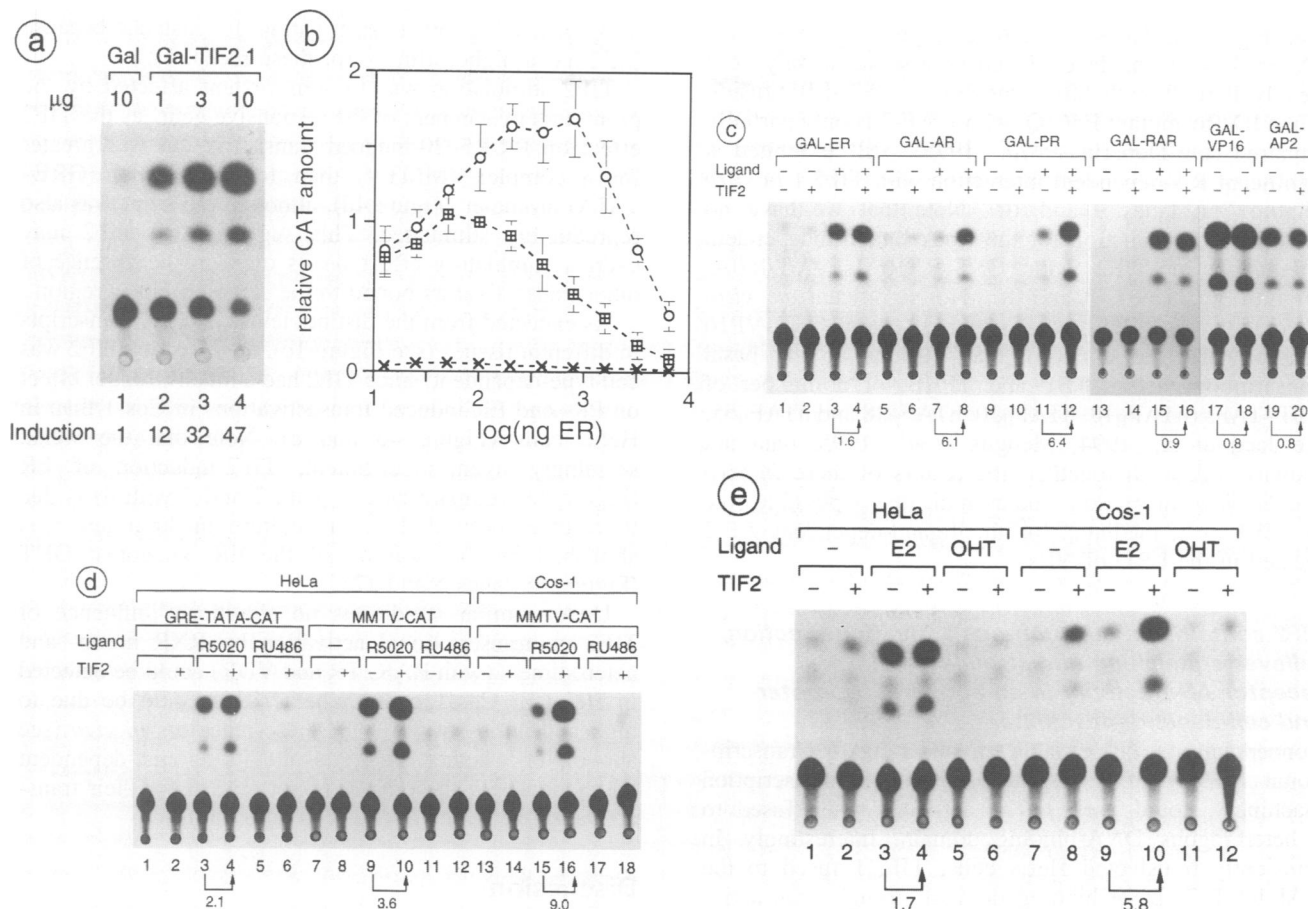 a
Gal Gal-TIF2.1
µg 10 1 3 10
1 2 3 4
Induction 1 12 32 47
b
relative CAT amount
2
1
0
1 2 3 4
log(ng ER)
c
GAL-ER GAL-AR GAL-PR GAL-RAR GAL-VP16 GAL-AP2
Ligand - - + + - - + + - - + + - - + +
TIF2 - + - + - + - + - + - + - + - + - + - +
1 2 3 4 5 6 7 8 9 10 11 12 13 14 15 16 17 18 19 20
1.6 6.1 6.4 0.9 0.8 0.8
d
HeLa Cos-1
GRE-TATA-CAT MMTV-CAT MMTV-CAT
Ligand - R5020 RU486 - R5020 RU486 - R5020 RU486
TIF2 - + - + - + - + - + - + - + - + - +
1 2 3 4 5 6 7 8 9 10 11 12 13 14 15 16 17 18
2.1 3.6 9.0
e
HeLa Cos-1
Ligand - E2 OHT - E2 OHT
TIF2 - + - + - + - + - + - +
1 2 3 4 5 6 7 8 9 10 11 12
1.7 5.8